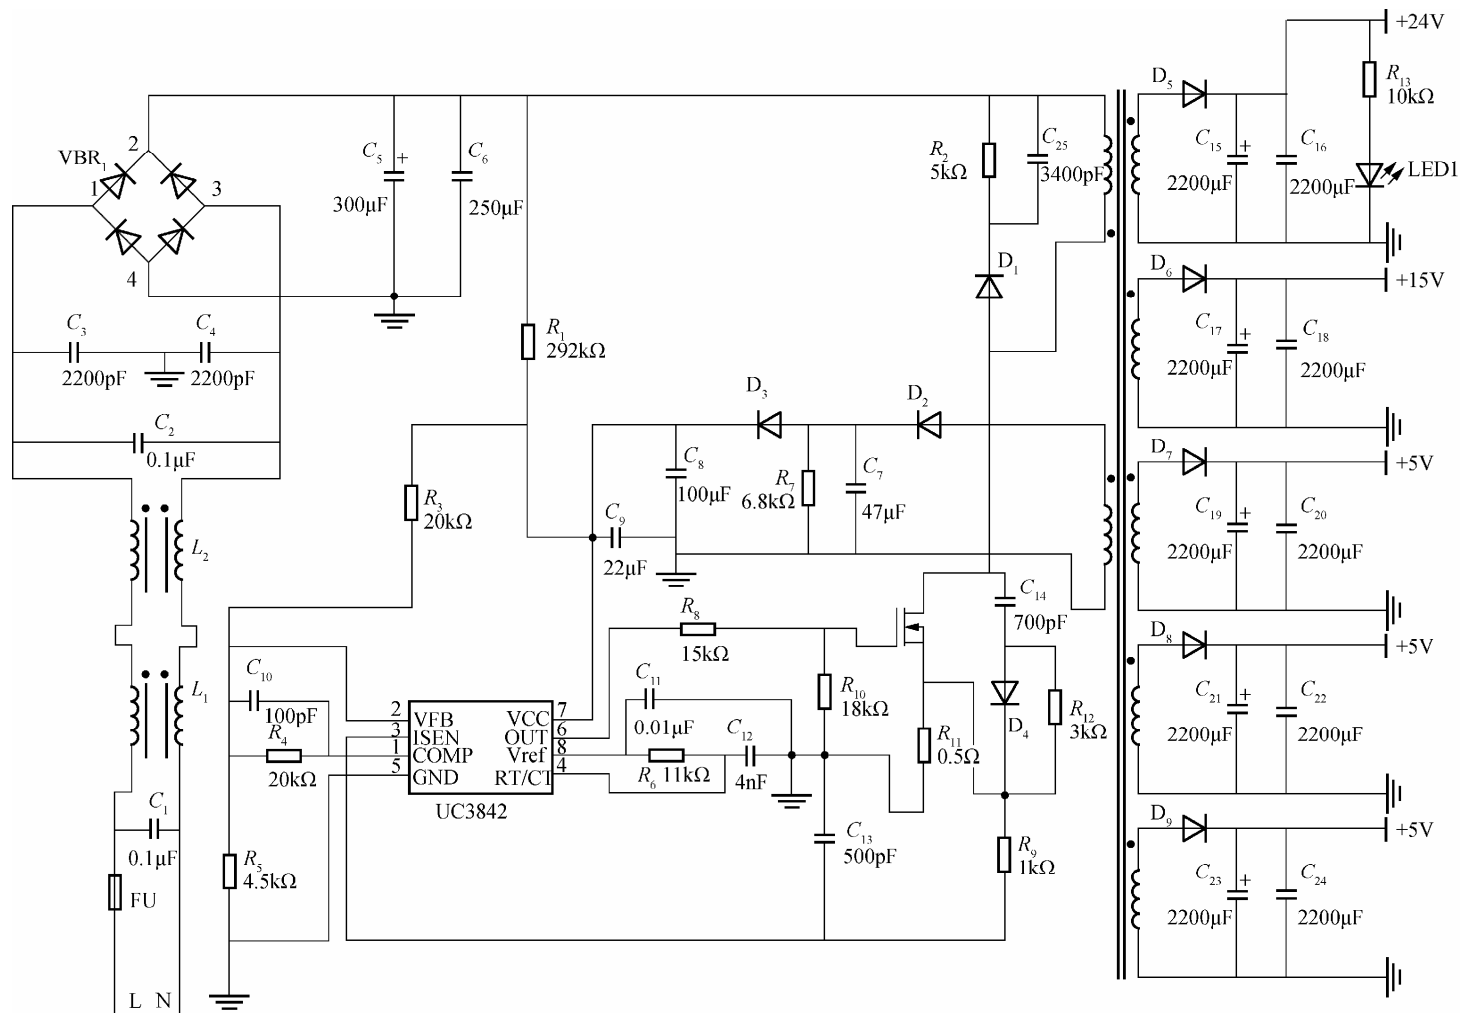 +24V
D5
R13
10kΩ
C15
+
2200μF
C16
2200μF
LED1
VBR1
2
1
3
4
C5
+
300μF
C6
250μF
R2
5kΩ
C25
3400pF
D1
D6
+15V
C17
+
2200μF
C18
2200μF
C3
2200pF
C4
2200pF
R1
292kΩ
C2
0.1μF
D3
D2
R3
20kΩ
C8
100μF
R7
6.8kΩ
C7
47μF
C9
22μF
D7
+5V
C19
+
2200μF
C20
2200μF
L2
L1
R8
15kΩ
C14
700pF
D8
+5V
C21
+
2200μF
C22
2200μF
C10
100pF
R4
20kΩ
C11
0.01μF
R6 11kΩ
C12
4nF
R10
18kΩ
R11
0.5Ω
D4
R12
3kΩ
2 VFB VCC 7
3 ISEN OUT 6
1 COMP Vref 8
5 GND RT/CT 4
UC3842
C1
0.1μF
FU
R5
4.5kΩ
C13
500pF
R9
1kΩ
D9
+5V
C23
+
2200μF
C24
2200μF
L N